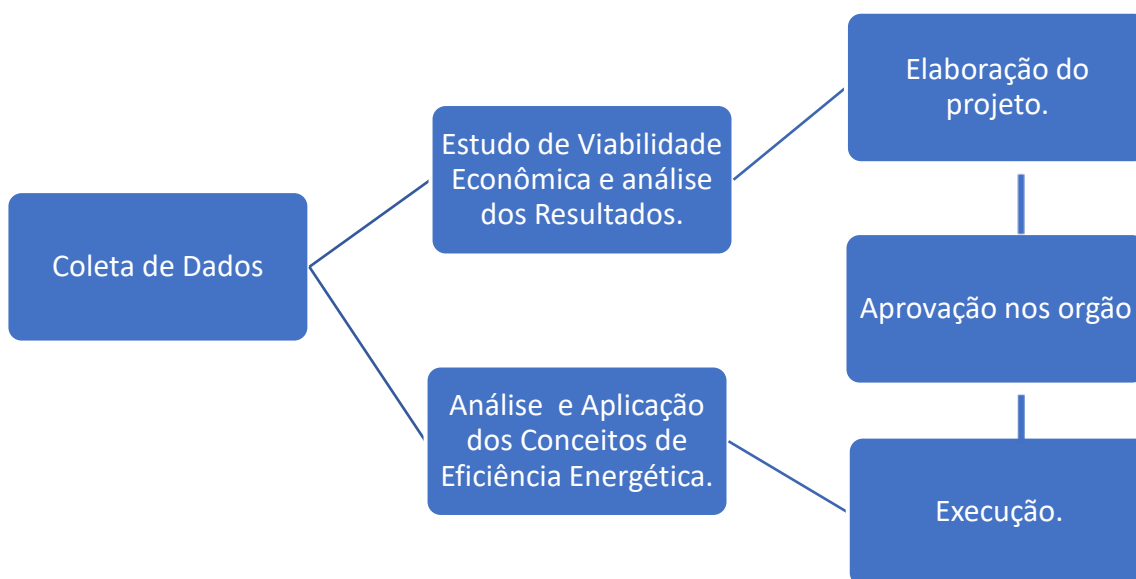 Coleta de Dados
Estudo de Viabilidade
Econômica e análise
dos Resultados.
Análise e Aplicação
dos Conceitos de
Eficiência Energética.
Elaboração do
projeto.
Aprovação nos orgão
Execução.